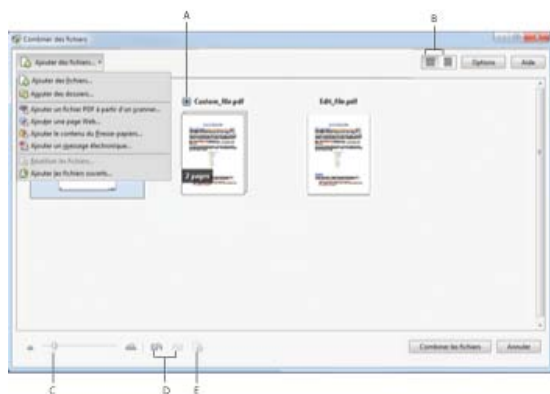 A
B
Combiner des fichiers
Ajouter des fichiers...
Options
Aide
Ajouter des fichiers...
Ajouter des dossiers...
Ajouter un fichier PDF à partir d'un scanner...
Ajouter une page Web...
Ajouter le contenu du Presse-papiers...
Ajouter un message électronique...
Réutiliser les fichiers...
Ajouter les fichiers ouverts...
Custom_file.pdf
Edit_file.pdf
2 pages
Combiner les fichiers
Annuler
C
D
E